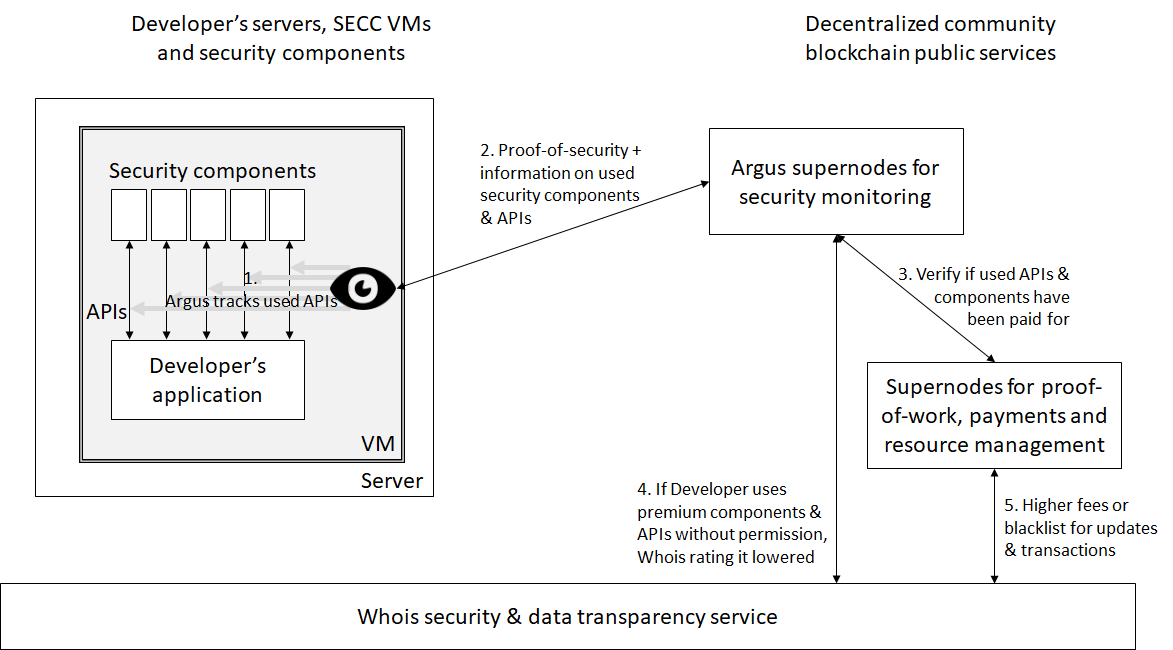 Developer's servers, SECC VMs
and security components
Decentralized community
blockchain public services
Security components
1.
Argus tracks used APIs
APIs
Developer's
application
VM
Server
2. Proof-of-security +
information on used
security components
& APIs
Argus supernodes for
security monitoring
3. Verify if used APIs &
components have
been paid for
Supernodes for proof-
of-work, payments and
resource management
4. If Developer uses
premium components &
APIs without permission,
Whois rating it lowered
5. Higher fees or
blacklist for updates
& transactions
Whois security & data transparency service